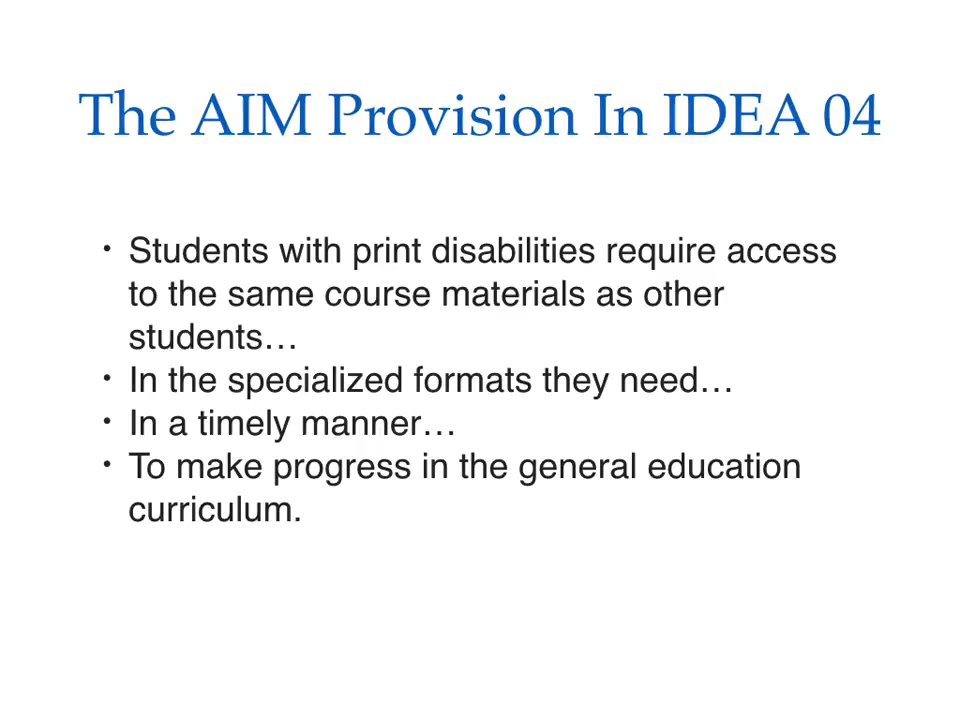 The AIM Provision In IDEA 04
• Students with print disabilities require access
to the same course materials as other
students…
• In the specialized formats they need…
• In a timely manner…
• To make progress in the general education
curriculum.